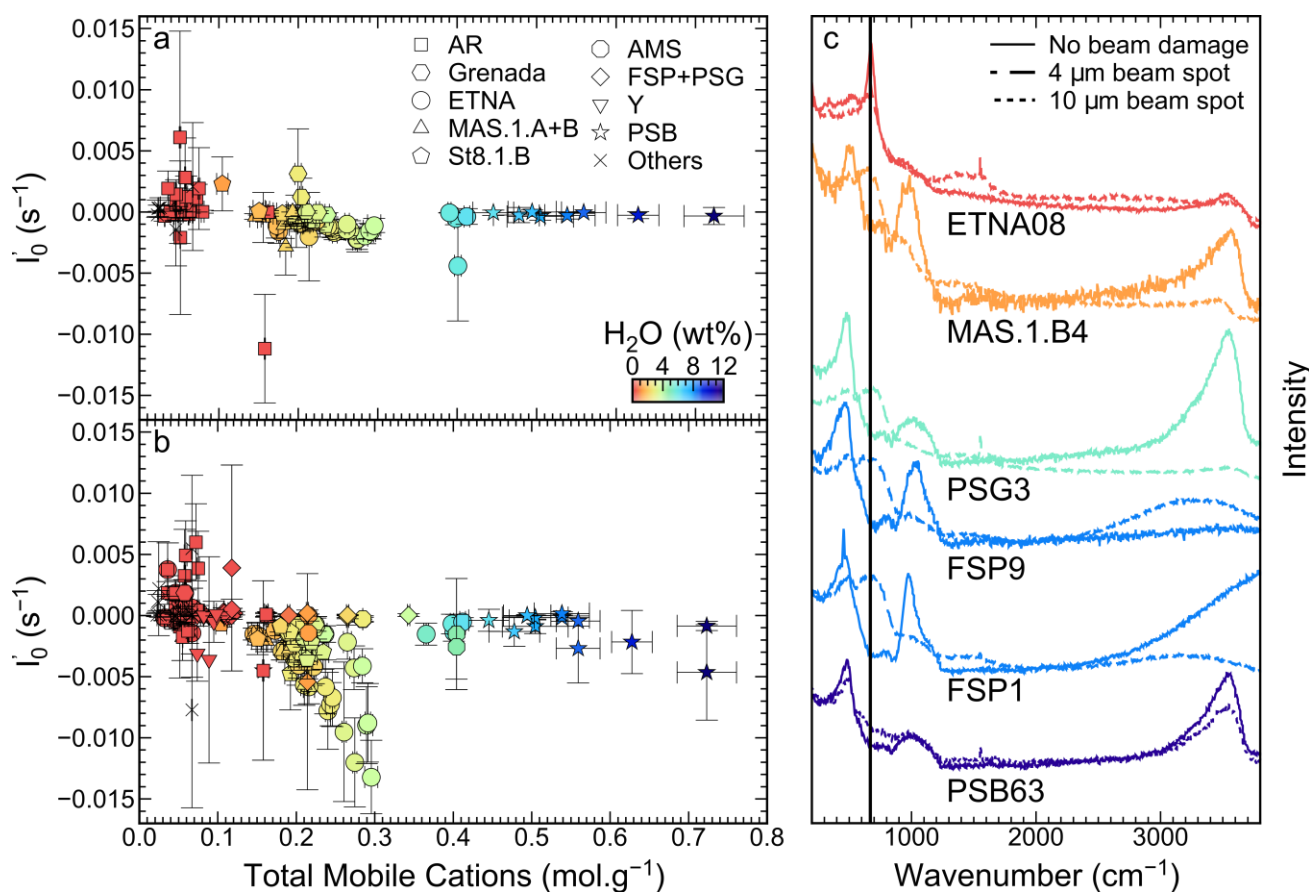 a
0.015
0.010
0.005
0.000
−0.005
−0.010
−0.015
I'₀ (s⁻¹)
AR
Grenada
ETNA
MAS.1.A+B
St8.1.B
AMS
FSP+PSG
Y
PSB
Others
H₂O (wt%)
0 4 8 12
b
0.015
0.010
0.005
0.000
−0.005
−0.010
−0.015
I'₀ (s⁻¹)
0.0 0.1 0.2 0.3 0.4 0.5 0.6 0.7 0.8
Total Mobile Cations (mol.g⁻¹)
c
No beam damage
4 µm beam spot
10 µm beam spot
ETNA08
MAS.1.B4
PSG3
FSP9
FSP1
PSB63
1000 2000 3000
Wavenumber (cm⁻¹)
Intensity